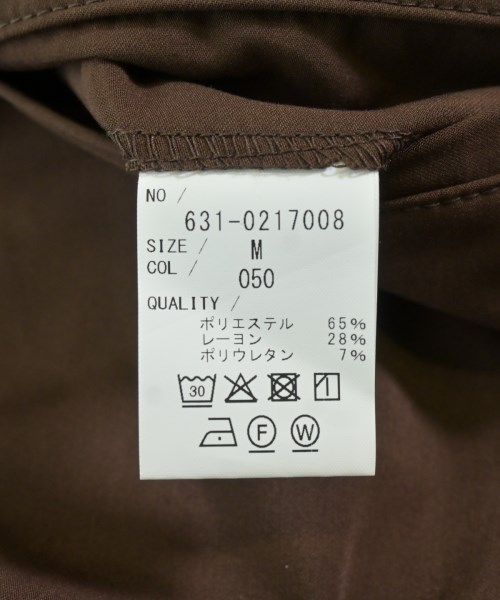 NO /
631-0217008
SIZE / M
COL / 050
QUALITY /
ポリエステル 65%
レーヨン 28%
ポリウレタン 7%
30
F W